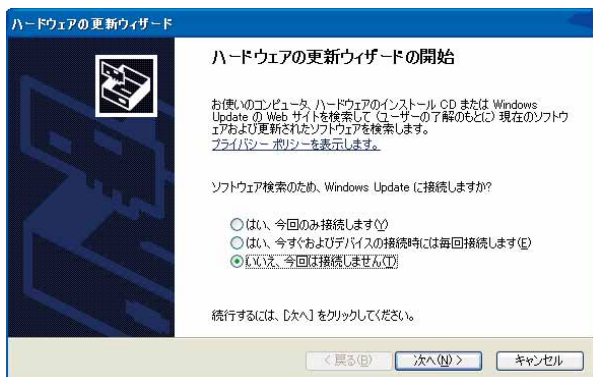 ハードウェアの更新ウィザード
ハードウェアの更新ウィザードの開始
お使いのコンピュータ、ハードウェアのインストール CD または Windows
Update の Web サイトを検索して (ユーザーの了解のもとに) 現在のソフトウ
ェアおよび更新されたソフトウェアを検索します。
プライバシー ポリシーを表示します。
ソフトウェア検索のため、Windows Update に接続しますか?
はい、今回のみ接続します(Y)
はい、今すぐおよびデバイスの接続時には毎回接続します(E)
いいえ、今回は接続しません(T)
続行するには、[次へ] をクリックしてください。
< 戻る(B)
次へ(N) >
キャンセル